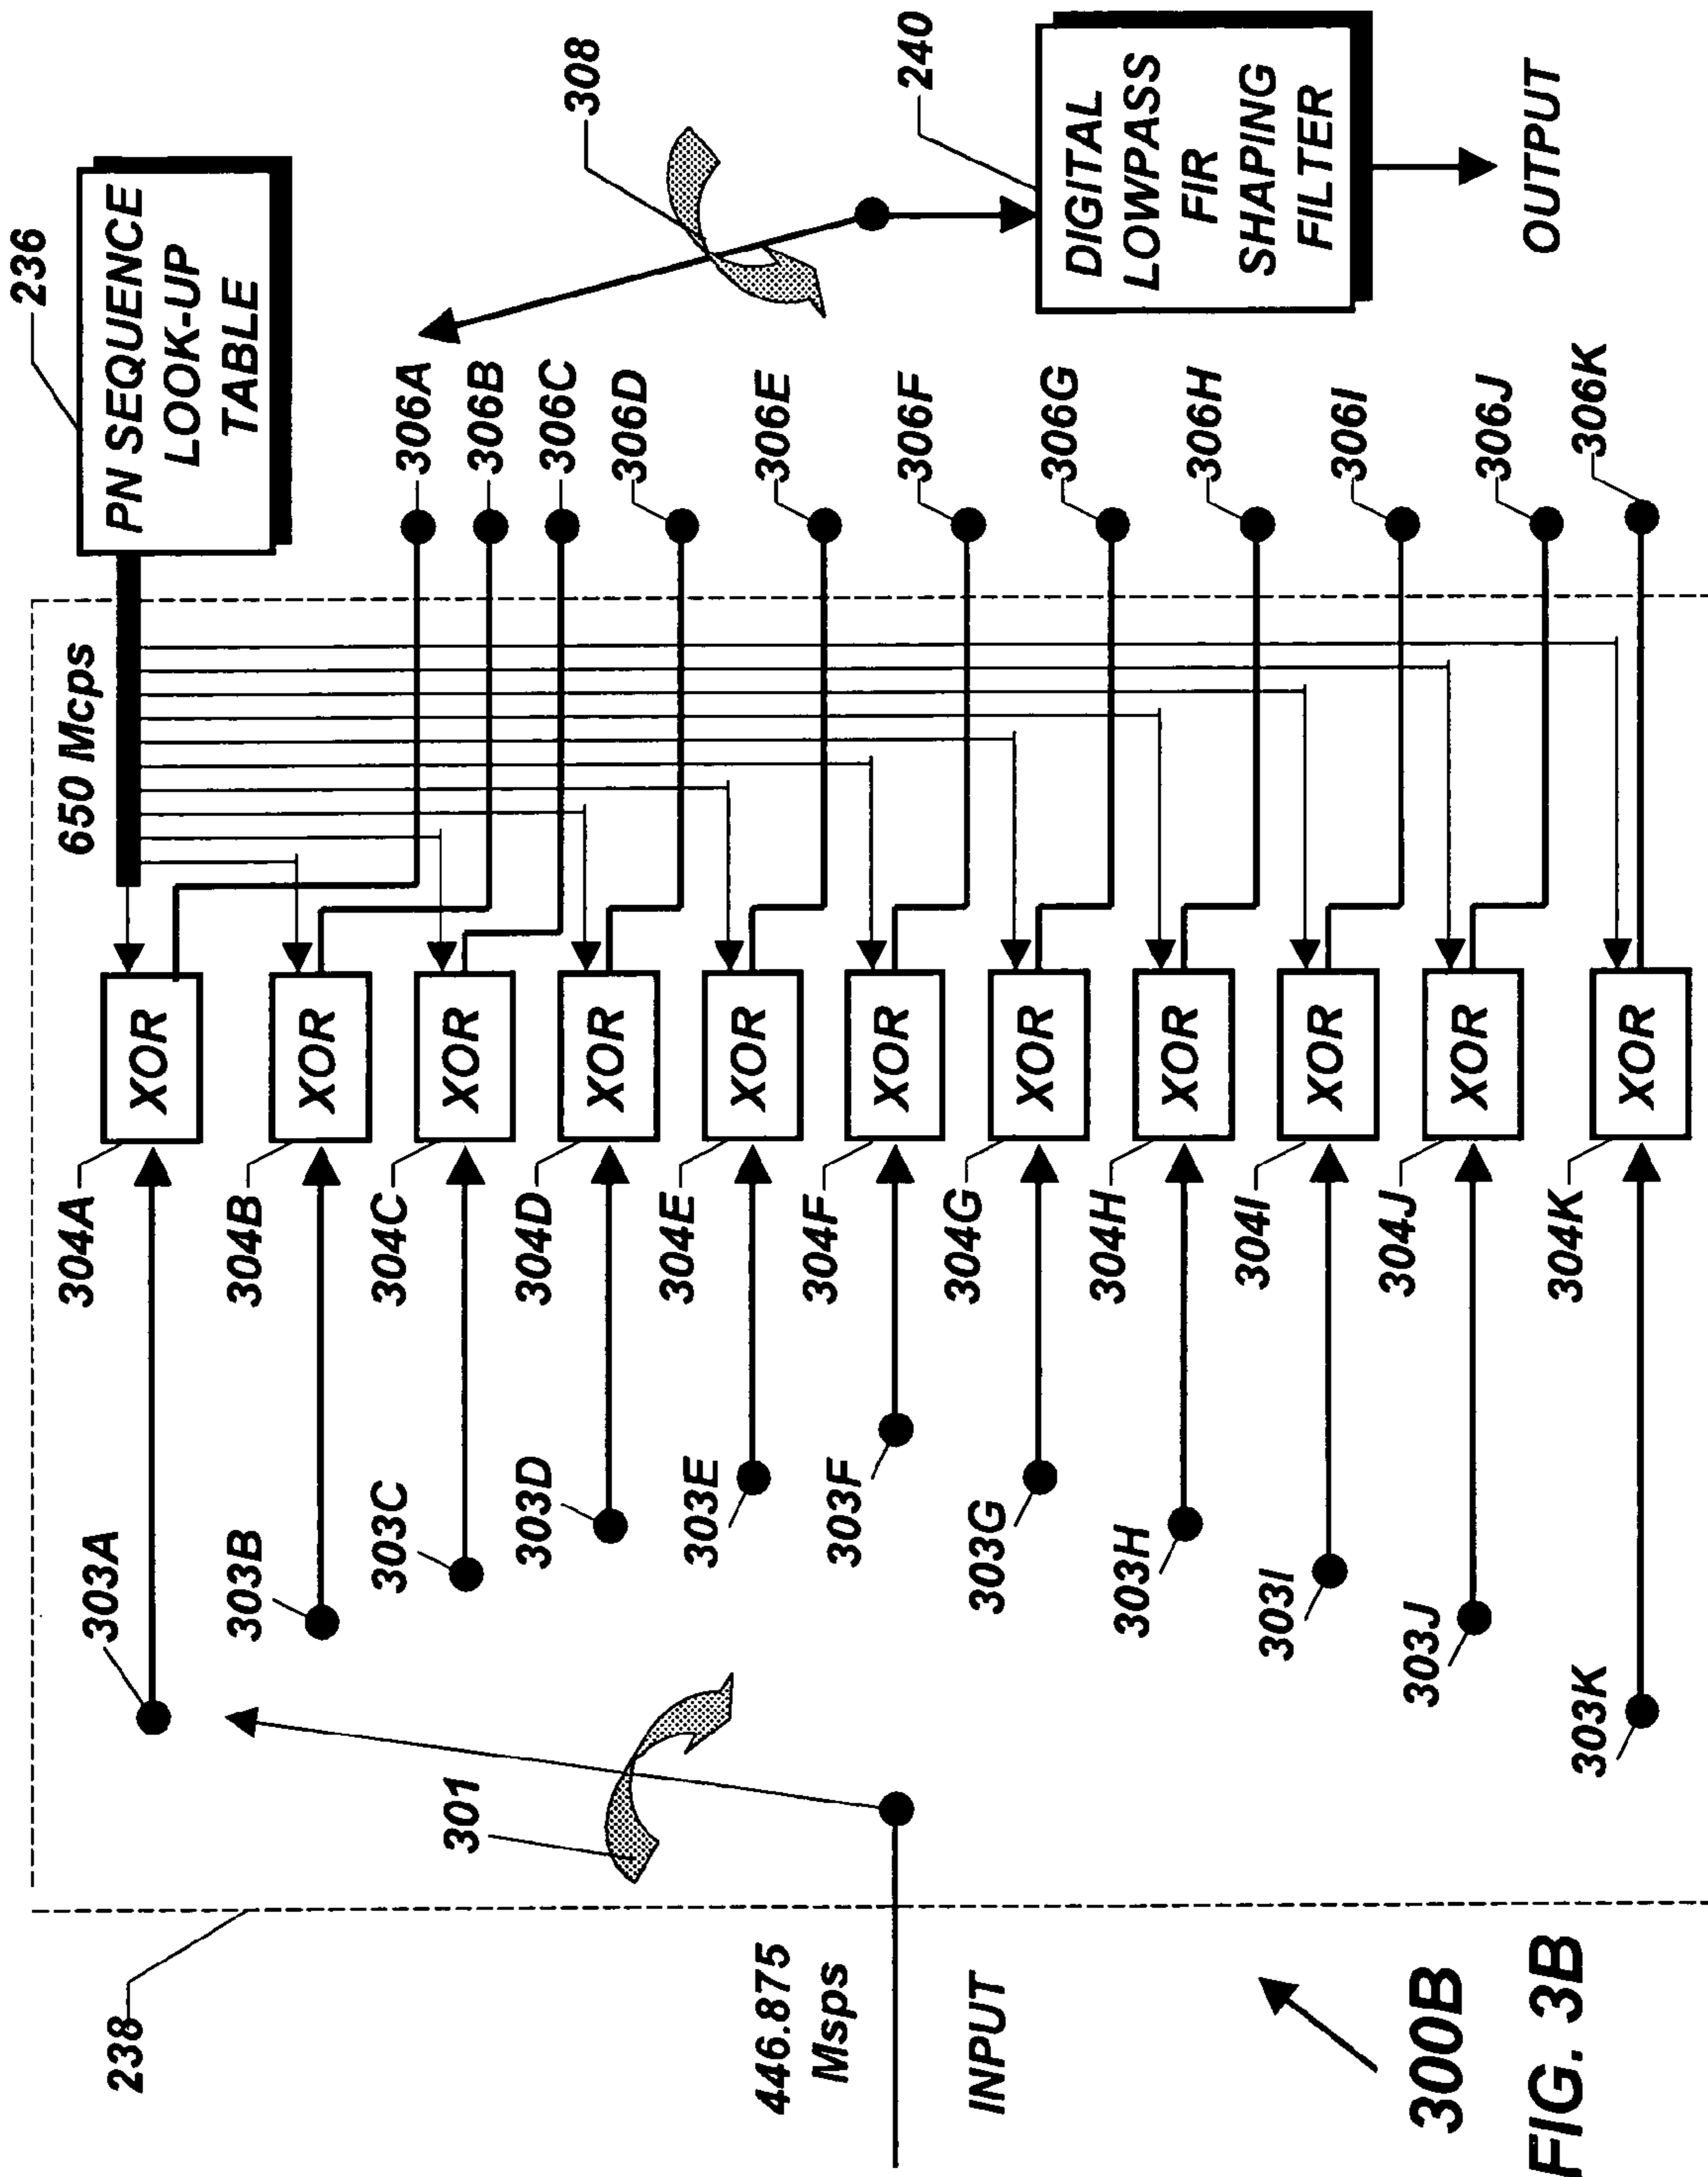 236
PN SEQUENCE
LOOK-UP
TABLE
650 Mcps
308
240
DIGITAL
LOWPASS
FIR
SHAPING
FILTER
OUTPUT
306A
306B
306C
306D
306E
306F
306G
306H
306I
306J
306K
XOR
XOR
XOR
XOR
XOR
XOR
XOR
XOR
XOR
XOR
XOR
304A
304B
304C
304D
304E
304F
304G
304H
304I
304J
304K
303A
303B
303C
303D
303E
303F
303G
303H
303I
303J
303K
301
238
446.875
Msps
INPUT
300B
FIG. 3B